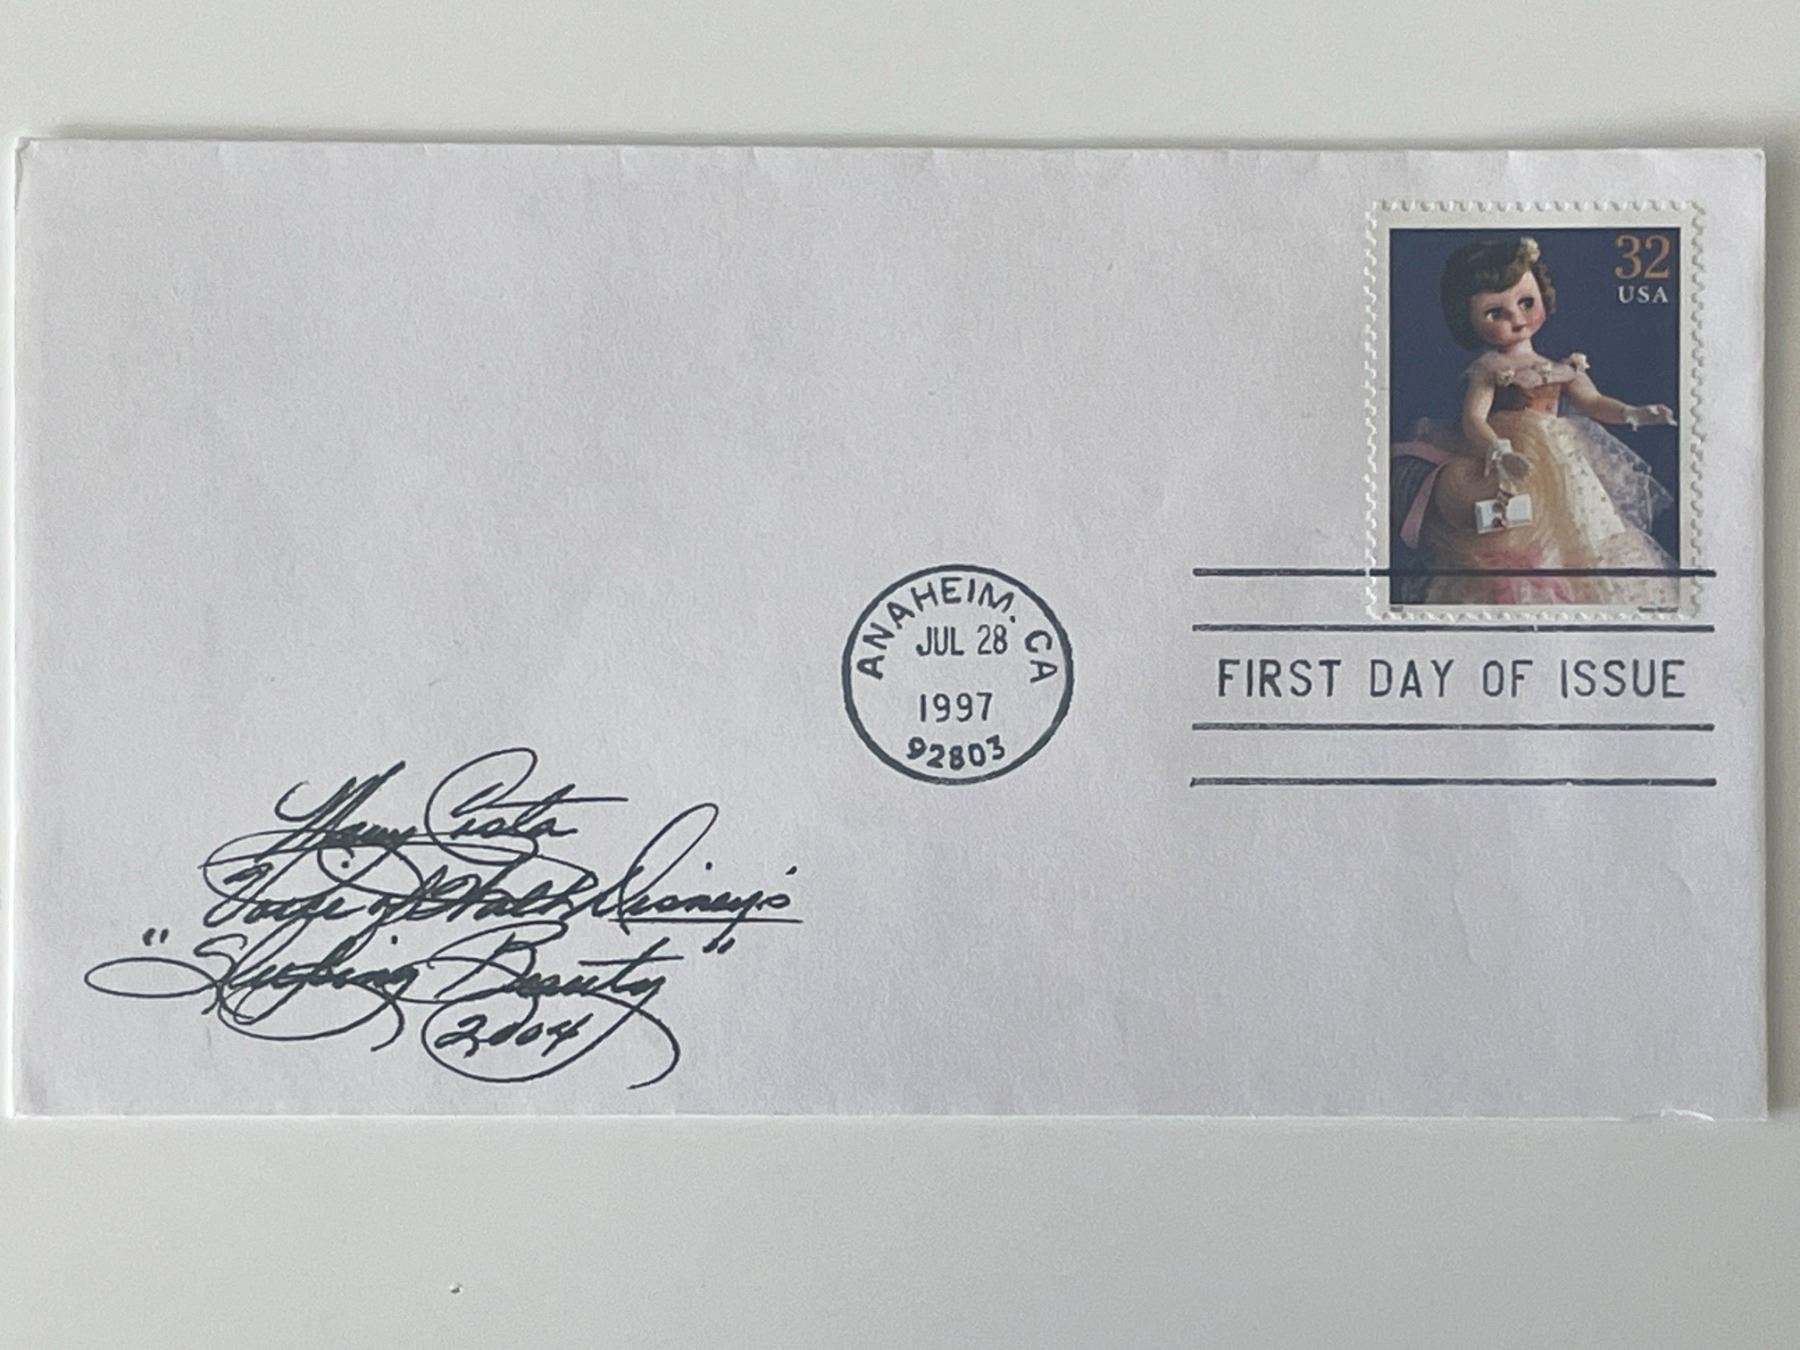 32
USA
ANAHEIM, CA
JUL 28
1997
92803
FIRST DAY OF ISSUE
Mary Costa
Voice of Walt Disney's
"Sleeping Beauty"
2004